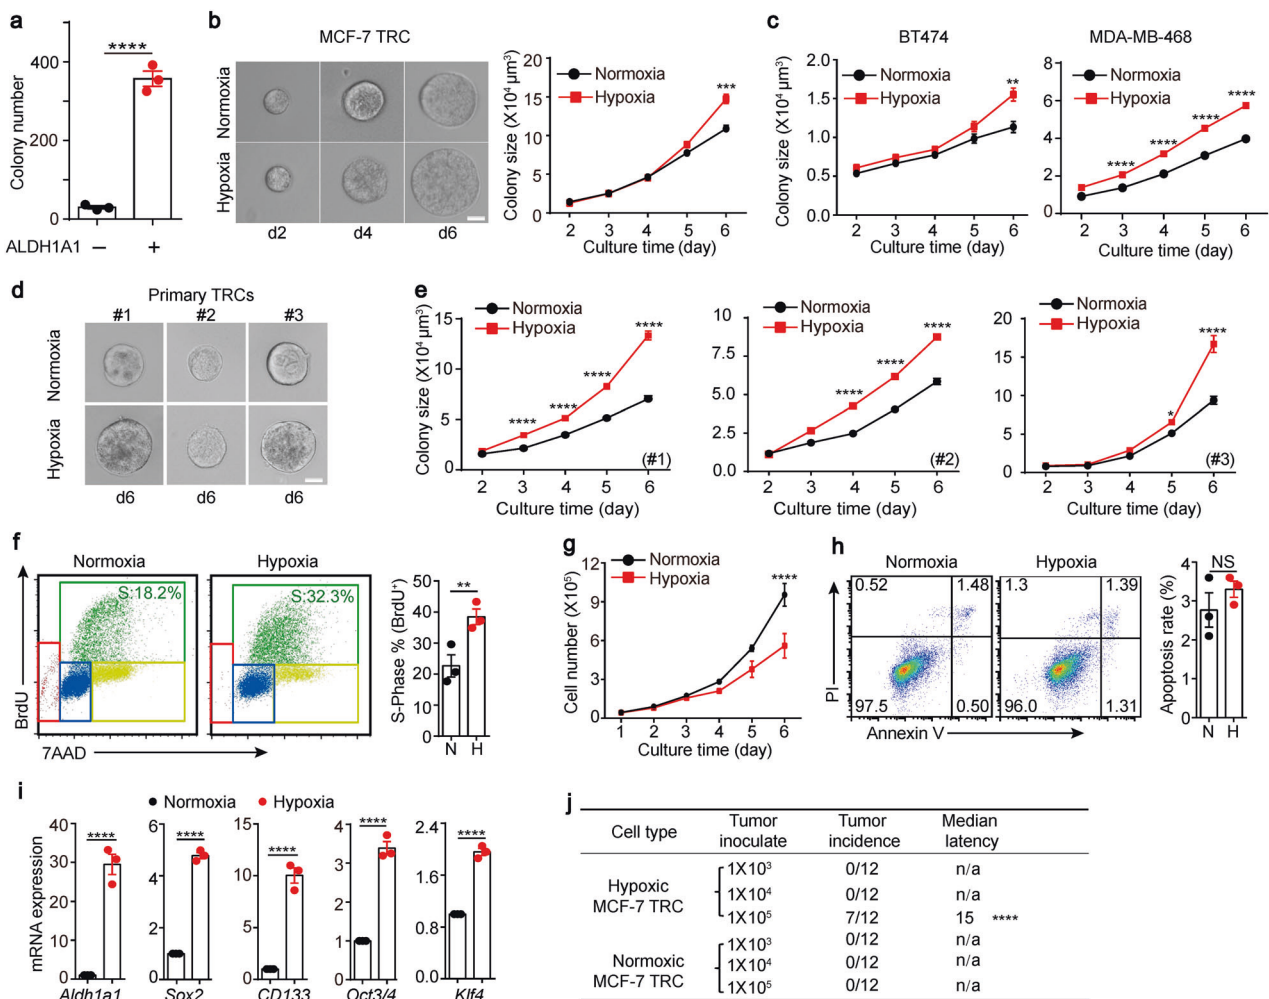 a
Colony number
400
200
0
****
ALDH1A1 — +
b
MCF-7 TRC
Normoxia
Hypoxia
d2 d4 d6
Colony size (X10⁴ µm³)
20
15
10
5
0
Normoxia
Hypoxia
***
2 3 4 5 6
Culture time (day)
c
BT474
Colony size (X10⁴ µm³)
2.0
1.5
1.0
0.5
0.0
Normoxia
Hypoxia
**
2 3 4 5 6
Culture time (day)
MDA-MB-468
8
6
4
2
0
Normoxia
Hypoxia
**** **** **** ****
2 3 4 5 6
Culture time (day)
d
Primary TRCs
#1 #2 #3
Normoxia
Hypoxia
d6 d6 d6
e
Colony size (X10⁴ µm³)
15
10
5
0
Normoxia
Hypoxia
**** **** **** ****
(#1)
2 3 4 5 6
Culture time (day)
10
7.5
5.0
2.5
0.0
Normoxia
Hypoxia
**** **** ****
(#2)
2 3 4 5 6
Culture time (day)
20
15
10
5
0
Normoxia
Hypoxia
* ****
(#3)
2 3 4 5 6
Culture time (day)
f
Normoxia Hypoxia
S:18.2% S:32.3%
BrdU
7AAD
S-Phase % (BrdU⁺)
50
40
30
20
10
0
**
N H
g
Cell number (X10⁵)
12
9
6
3
0
Normoxia
Hypoxia
****
1 2 3 4 5 6
Culture time (day)
h
Normoxia Hypoxia
0.52 1.48 1.3 1.39
97.5 0.50 96.0 1.31
PI
Annexin V
Apoptosis rate (%)
4
3
2
1
0
NS
N H
i
Normoxia Hypoxia
mRNA expression
40
30
20
10
0
****
Aldh1a1
6
4
2
0
****
Sox2
15
10
5
0
****
CD133
4
3
2
1
0
****
Oct3/4
2.4
1.8
1.2
0.6
0.0
****
Klf4
j
Cell type Tumor inoculate Tumor incidence Median latency
Hypoxic MCF-7 TRC
1X10³ 0/12 n/a
1X10⁴ 0/12 n/a
1X10⁵ 7/12 15 ****
Normoxic MCF-7 TRC
1X10³ 0/12 n/a
1X10⁴ 0/12 n/a
1X10⁵ 0/12 n/a